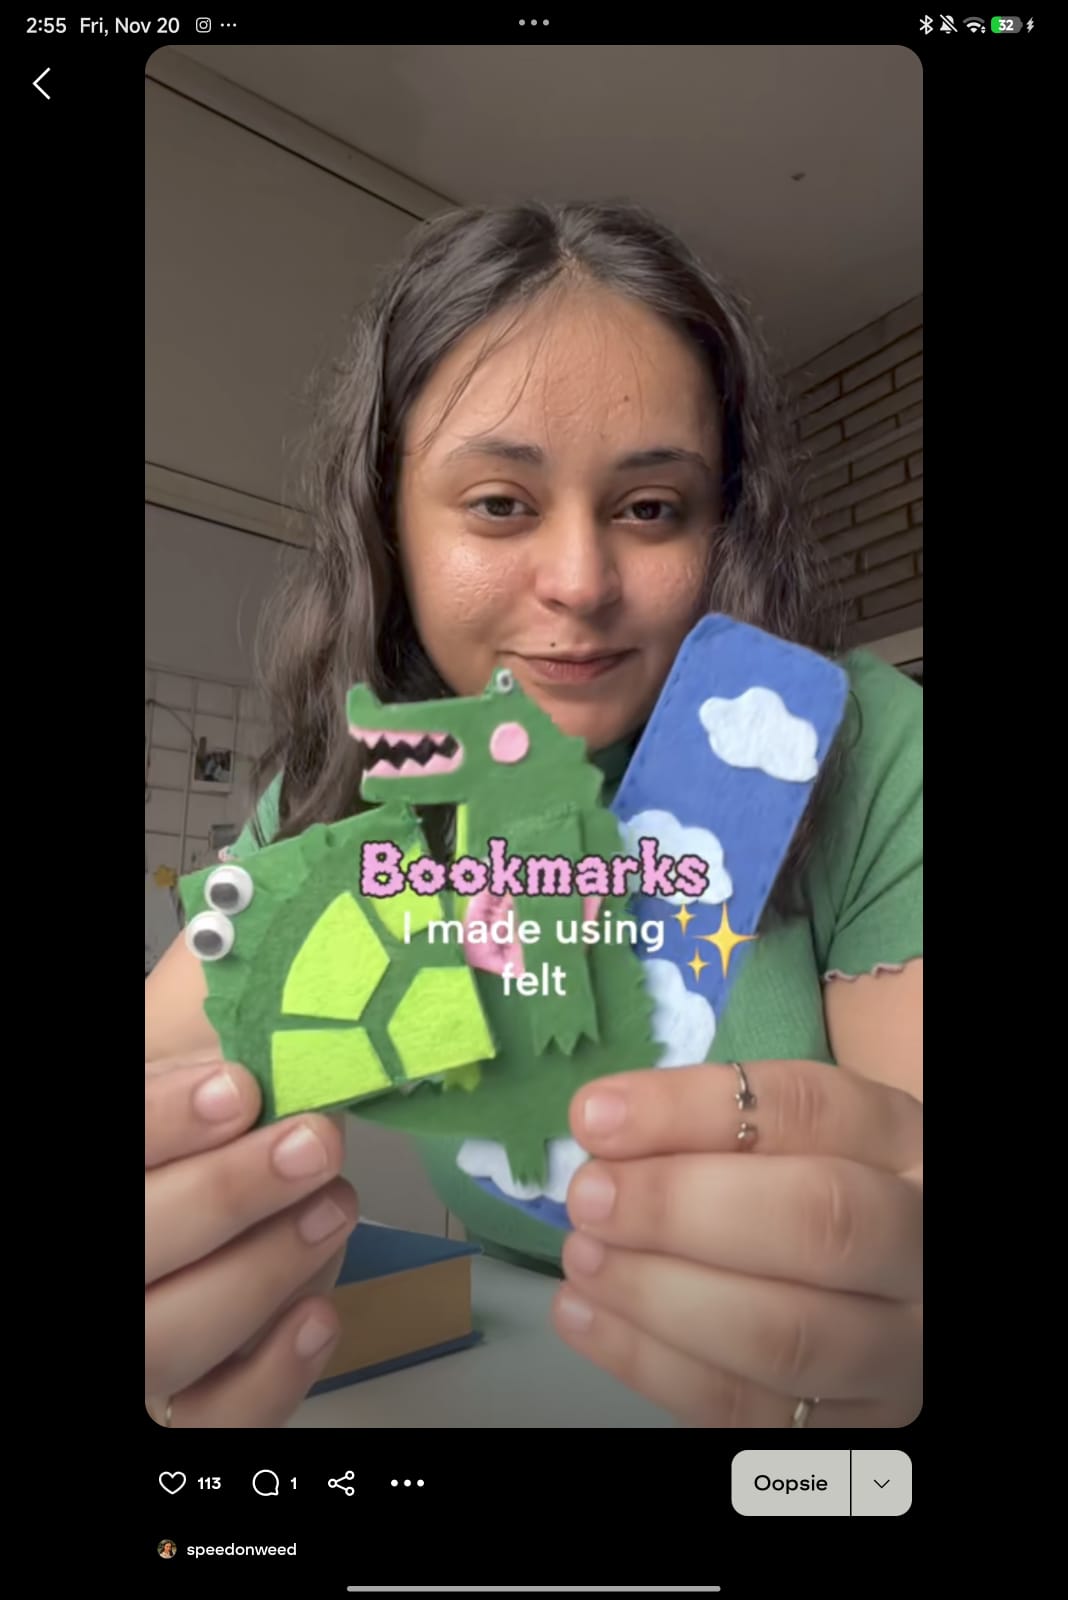 2:55 Fri, Nov 20
32
Bookmarks
I made using
felt
113
1
Oopsie
speedonweed